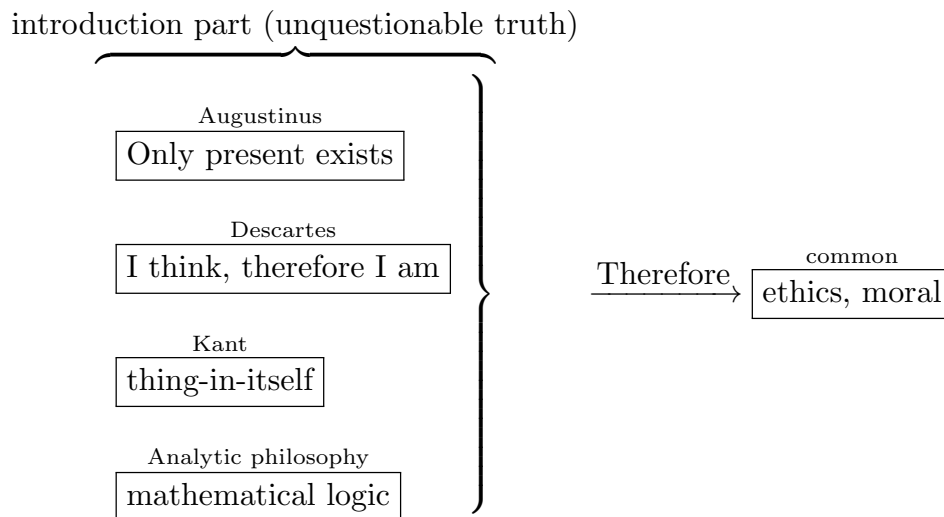 introduction part (unquestionable truth)
Augustinus
Only present exists
Descartes
I think, therefore I am
Therefore
common
ethics, moral
Kant
thing-in-itself
Analytic philosophy
mathematical logic